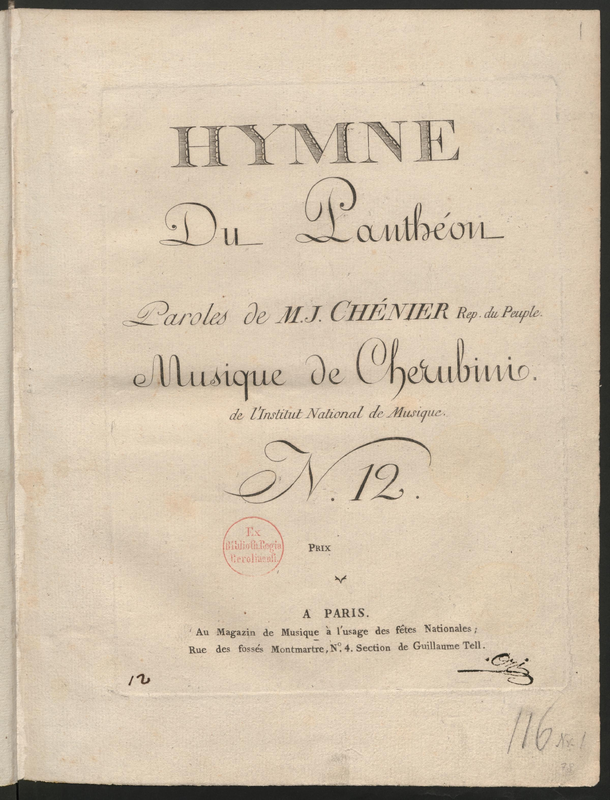 1
HYMNE
Du Panthéon
Paroles de M.J. CHÉNIER Rep. du Peuple.
Musique de Cherubini.
de l'Institut National de Musique.
N. 12.
Ex
Biblioth. Regia
Berolinens.
PRIX
A PARIS.
Au Magazin de Musique à l'usage des fêtes Nationales;
Rue des fossés Montmartre, N.º 4. Section de Guillaume Tell.
12
116